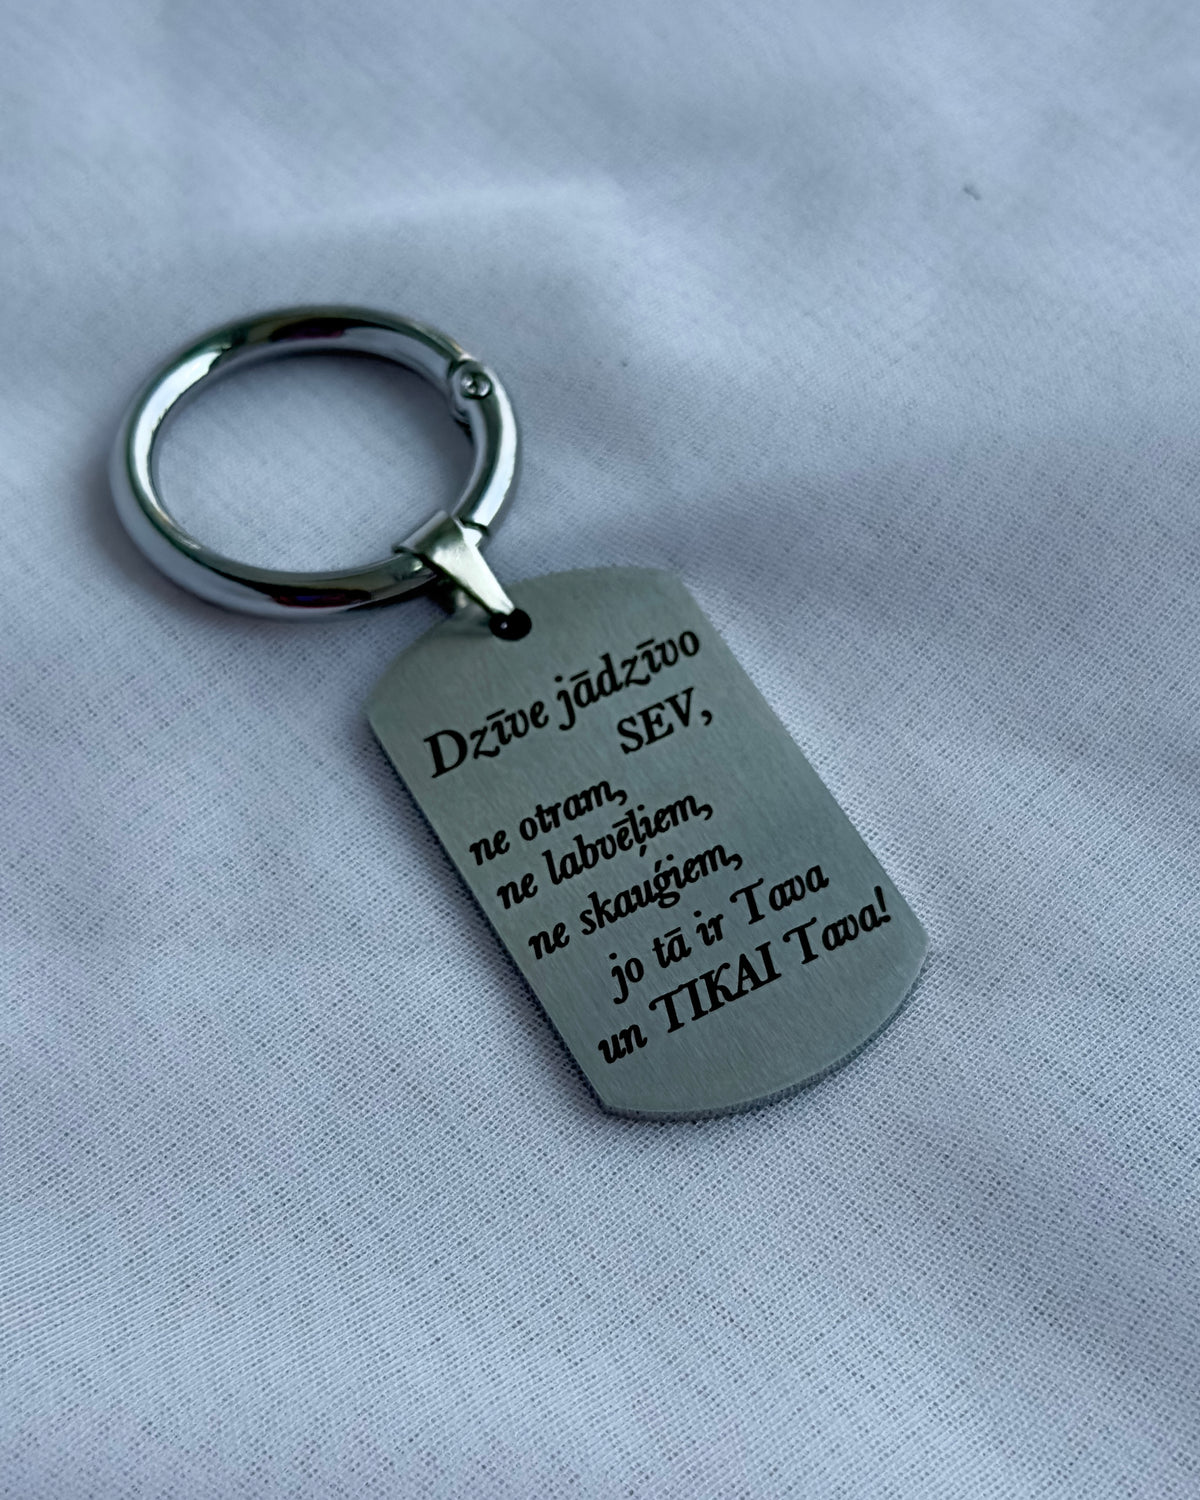 Dzīve jādzīvo
SEV,
ne otram,
ne labvēļiem,
ne skauģiem,
jo tā ir Tava
un TIKAI Tava!